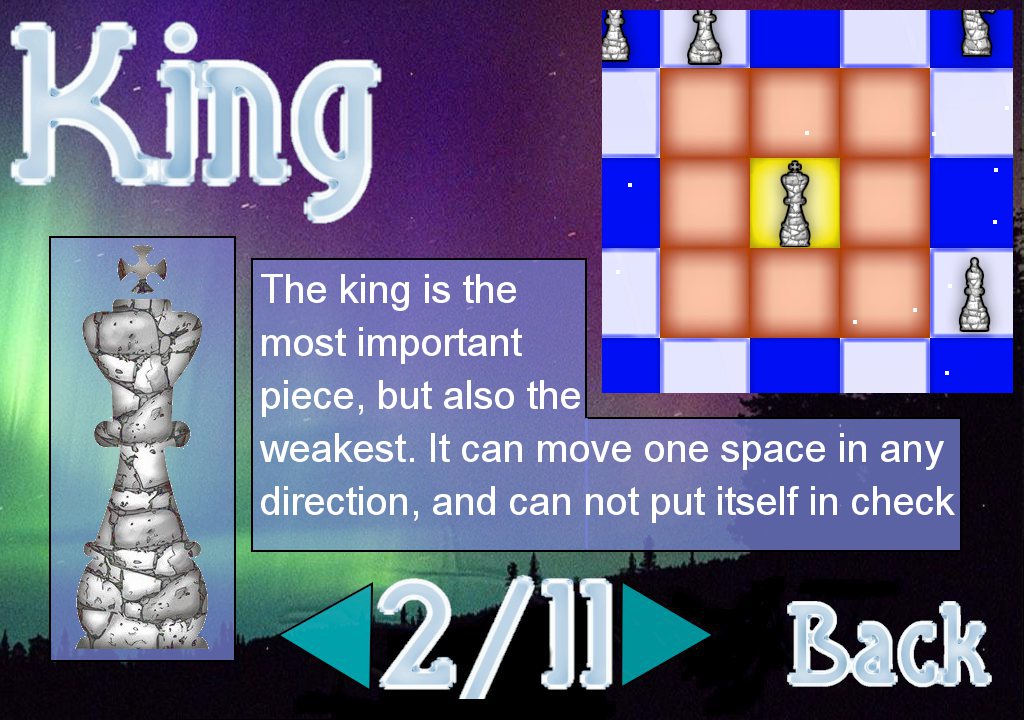 King
The king is the
most important
piece, but also the
weakest. It can move one space in any
direction, and can not put itself in check
2/11
Back